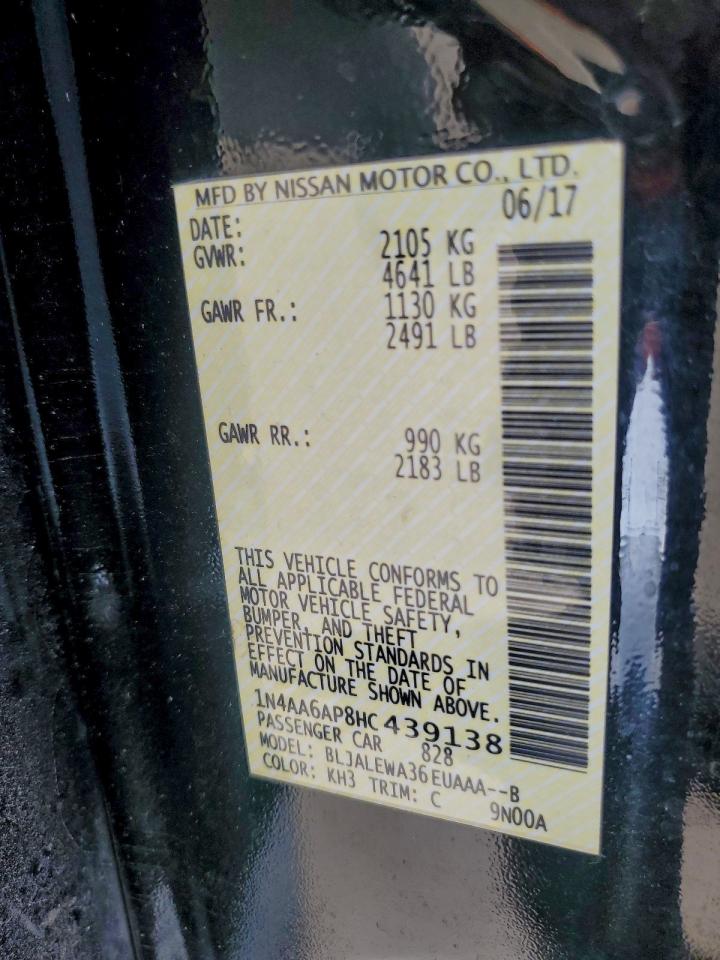 MFD BY NISSAN MOTOR CO., LTD.
DATE: 06/17
GVWR: 2105 KG
4641 LB
GAWR FR.: 1130 KG
2491 LB
GAWR RR.: 990 KG
2183 LB
THIS VEHICLE CONFORMS TO
ALL APPLICABLE FEDERAL
MOTOR VEHICLE SAFETY,
BUMPER, AND THEFT
PREVENTION STANDARDS IN
EFFECT ON THE DATE OF
MANUFACTURE SHOWN ABOVE.
1N4AA6AP8HC439138
PASSENGER CAR 828
MODEL: BLJALEWA36EUAAA--B
COLOR: KH3 TRIM: C 9N00A